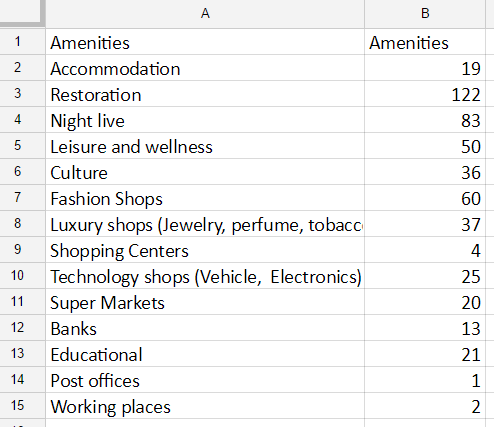 A B
1 Amenities Amenities
2 Accommodation 19
3 Restoration 122
4 Night live 83
5 Leisure and wellness 50
6 Culture 36
7 Fashion Shops 60
8 Luxury shops (Jewelry, perfume, tobacc 37
9 Shopping Centers 4
10 Technology shops (Vehicle, Electronics) 25
11 Super Markets 20
12 Banks 13
13 Educational 21
14 Post offices 1
15 Working places 2